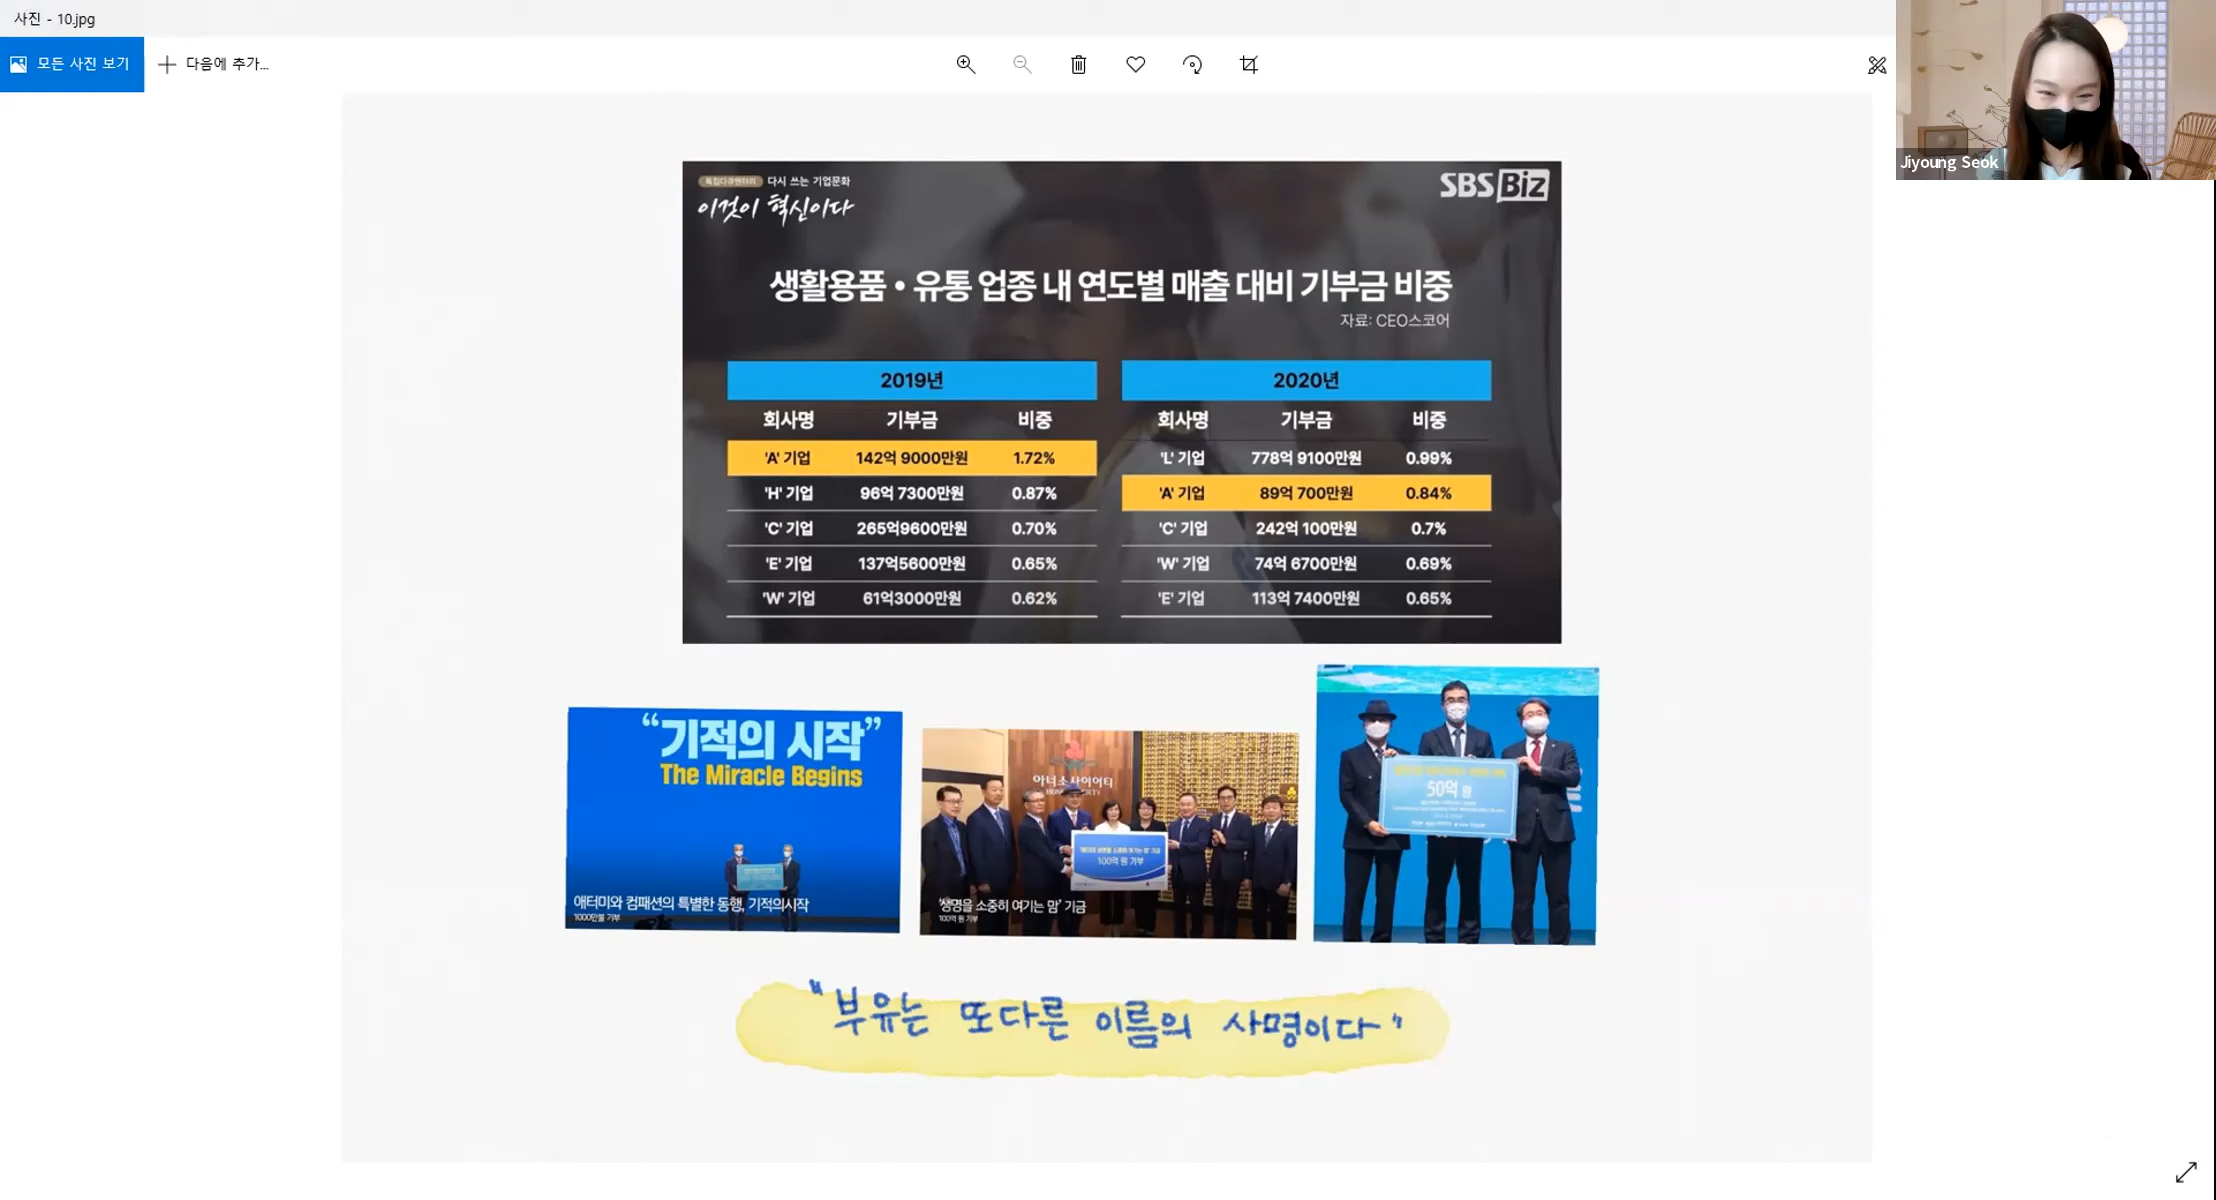 사진 - 10.jpg
모든 사진 보기
다음에 추가...
Jiyoung Seok
특집다큐멘터리 다시 쓰는 기업문화
이것이 혁신이다
SBS Biz
생활용품 • 유통 업종 내 연도별 매출 대비 기부금 비중
자료: CEO스코어
2019년
회사명 기부금 비중
'A' 기업 142억 9000만원 1.72%
'H' 기업 96억 7300만원 0.87%
'C' 기업 265억9600만원 0.70%
'E' 기업 137억5600만원 0.65%
'W' 기업 61억3000만원 0.62%
2020년
회사명 기부금 비중
'L' 기업 778억 9100만원 0.99%
'A' 기업 89억 700만원 0.84%
'C' 기업 242억 100만원 0.7%
'W' 기업 74억 6700만원 0.69%
'E' 기업 113억 7400만원 0.65%
“기적의 시작”
The Miracle Begins
애터미와 컴패션의 특별한 동행, 기적의시작
1000만불 기부
아너 소사이어티
100억 원 기부
'생명을 소중히 여기는 맘' 기금
100억 원 기부
50억 원
"부유는 또다른 이름의 사명이다"